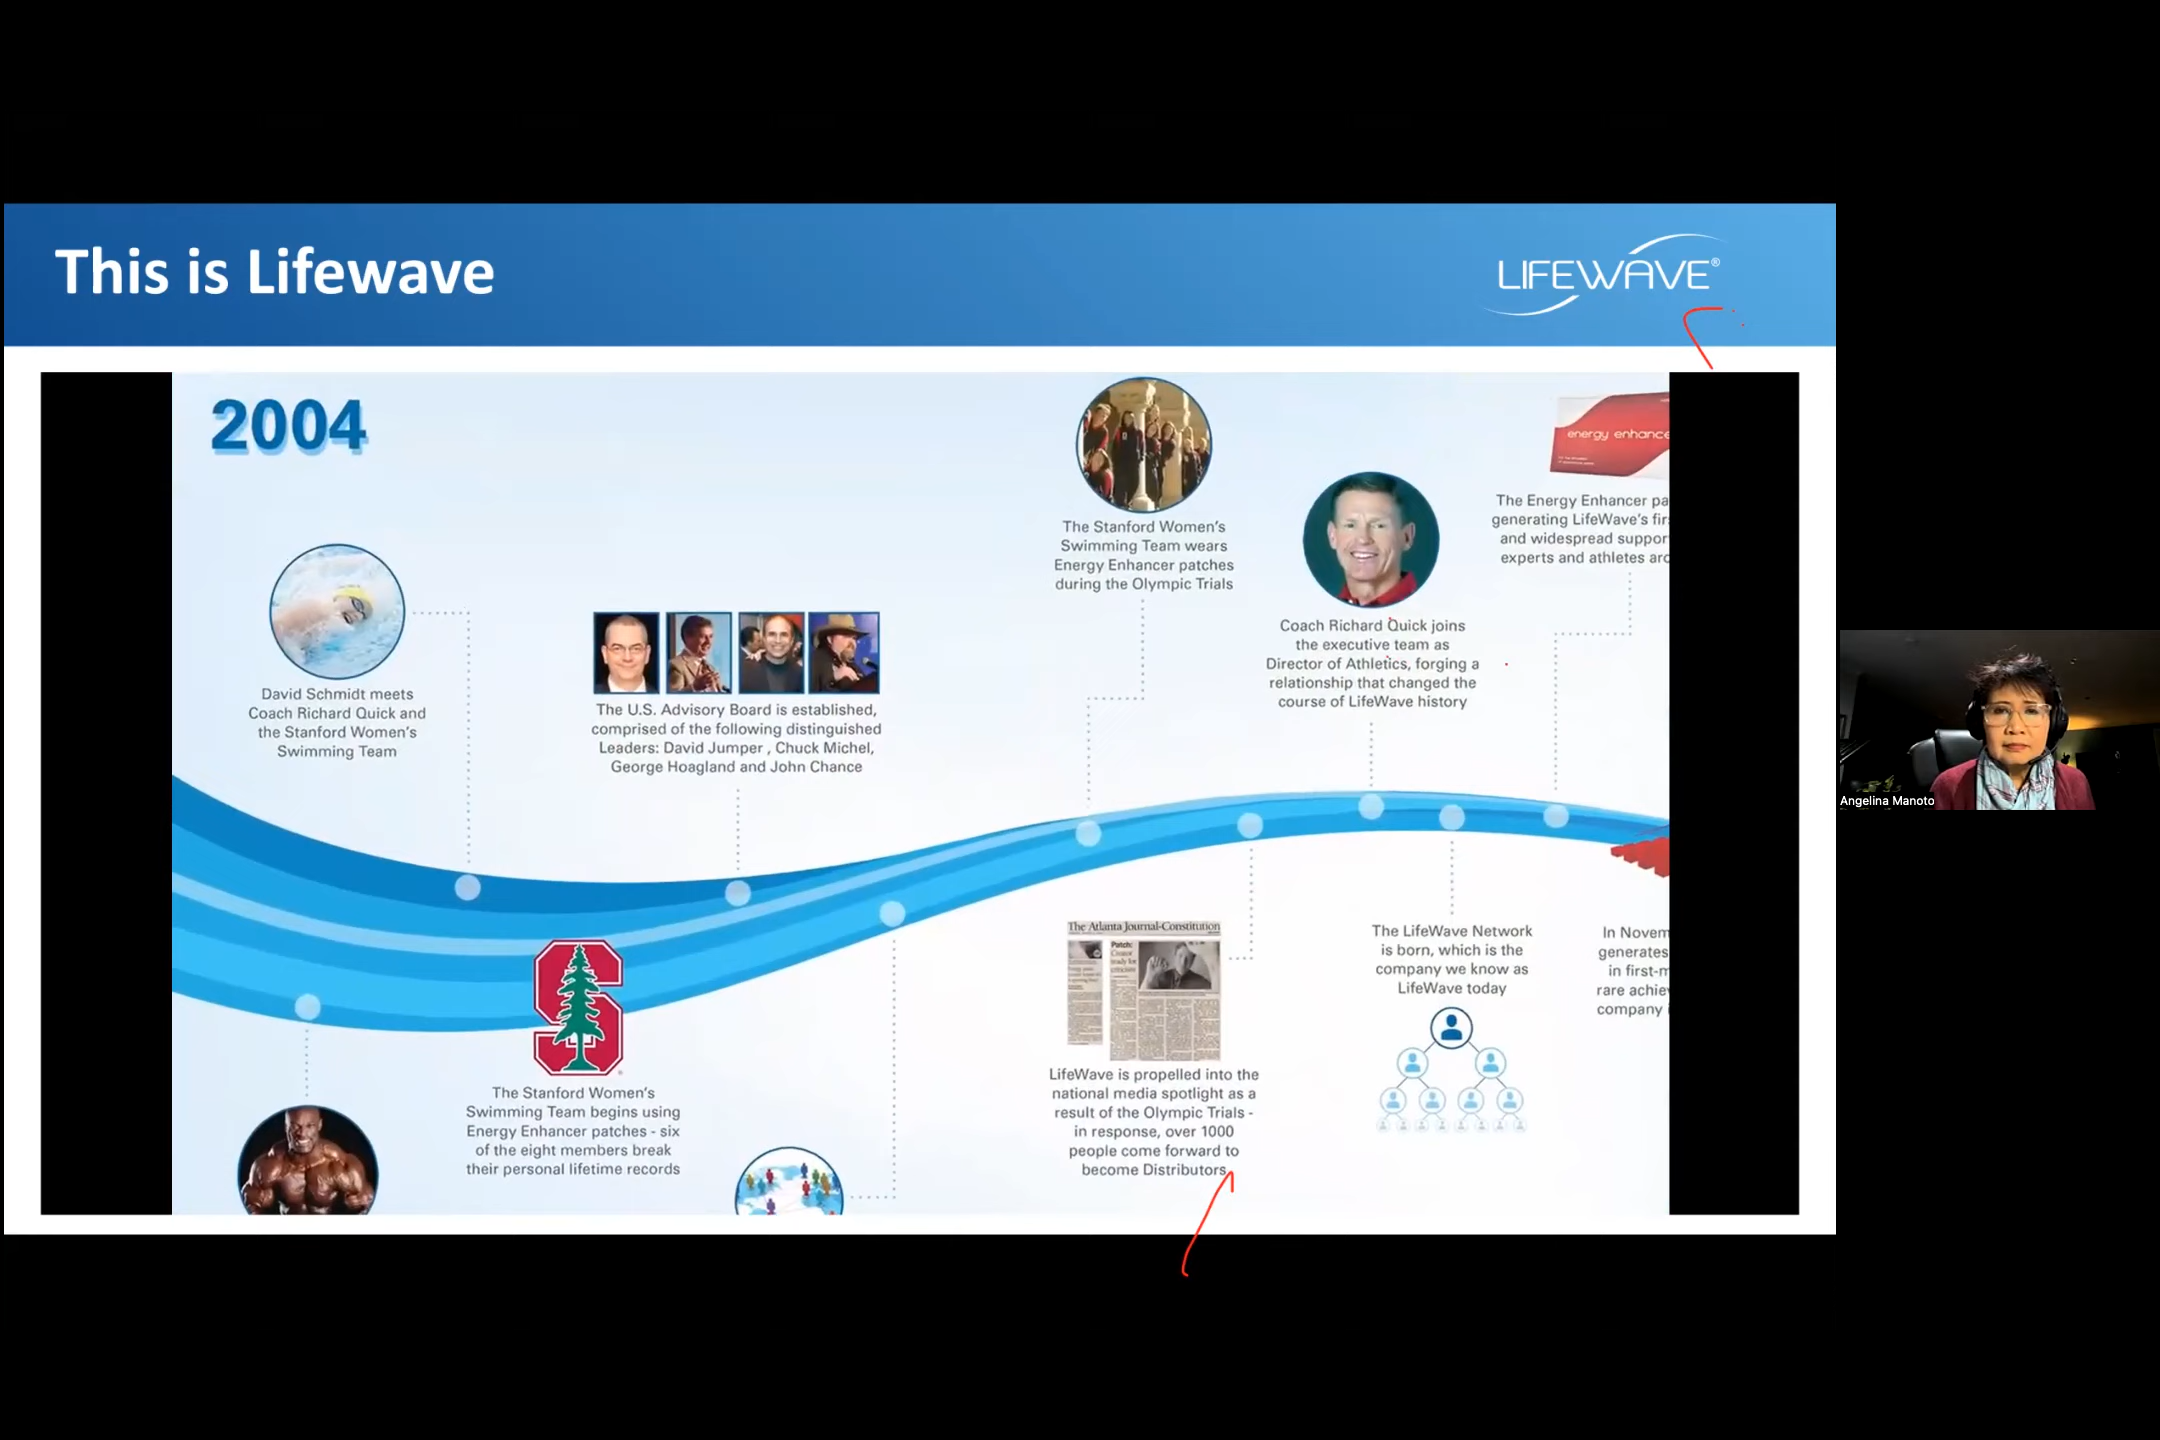 This is Lifewave
LIFEWAVE®
2004
David Schmidt meets
Coach Richard Quick and
the Stanford Women's
Swimming Team
The U.S. Advisory Board is established,
comprised of the following distinguished
Leaders: David Jumper , Chuck Michel,
George Hoagland and John Chance
The Stanford Women's
Swimming Team wears
Energy Enhancer patches
during the Olympic Trials
Coach Richard Quick joins
the executive team as
Director of Athletics, forging a
relationship that changed the
course of LifeWave history
energy enhance
The Energy Enhancer pa
generating LifeWave's fir
and widespread suppor
experts and athletes aro
The Stanford Women's
Swimming Team begins using
Energy Enhancer patches - six
of the eight members break
their personal lifetime records
The Atlanta Journal-Constitution
Patch:
Creator
ready for
criticism
LifeWave is propelled into the
national media spotlight as a
result of the Olympic Trials -
in response, over 1000
people come forward to
become Distributors
The LifeWave Network
is born, which is the
company we know as
LifeWave today
In Novem
generates
in first-m
rare achie
company
Angelina Manoto